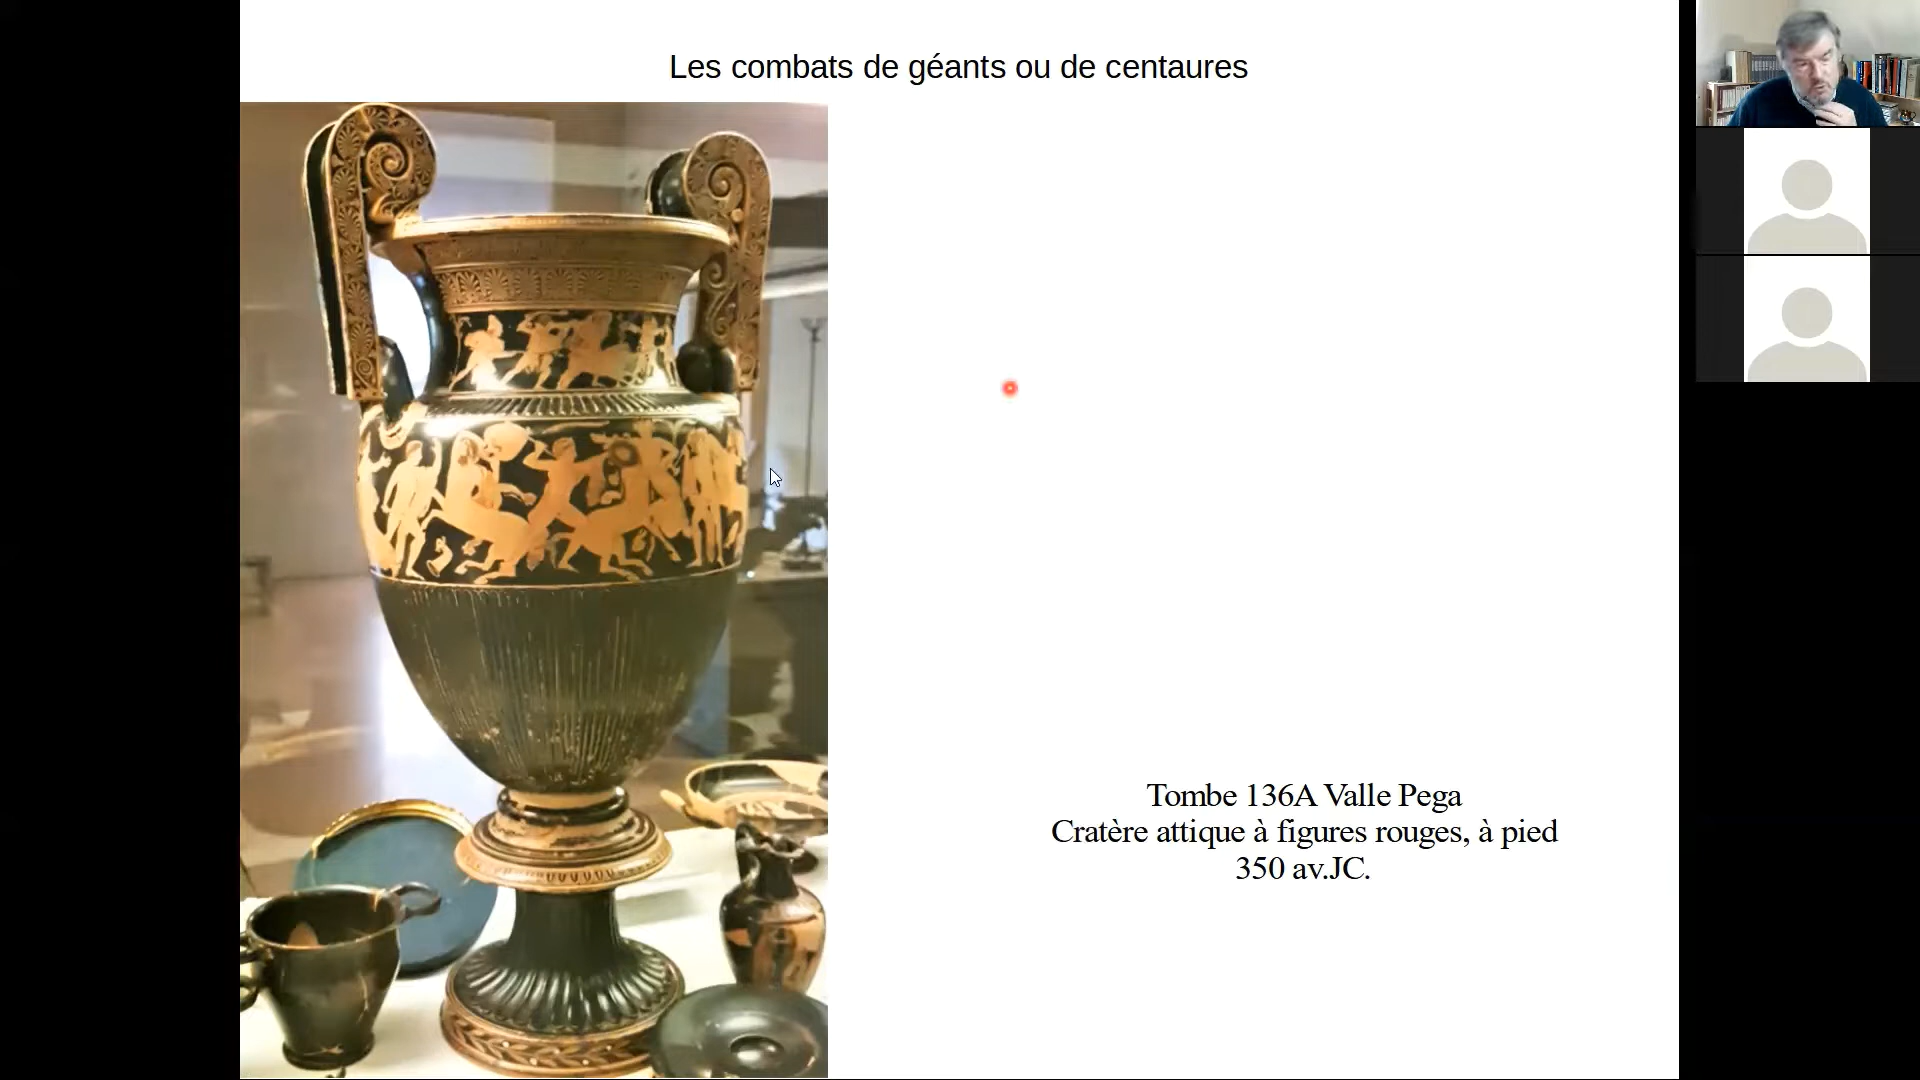 Les combats de géants ou de centaures
Tombe 136A Valle Pega
Cratère attique à figures rouges, à pied
350 av.JC.